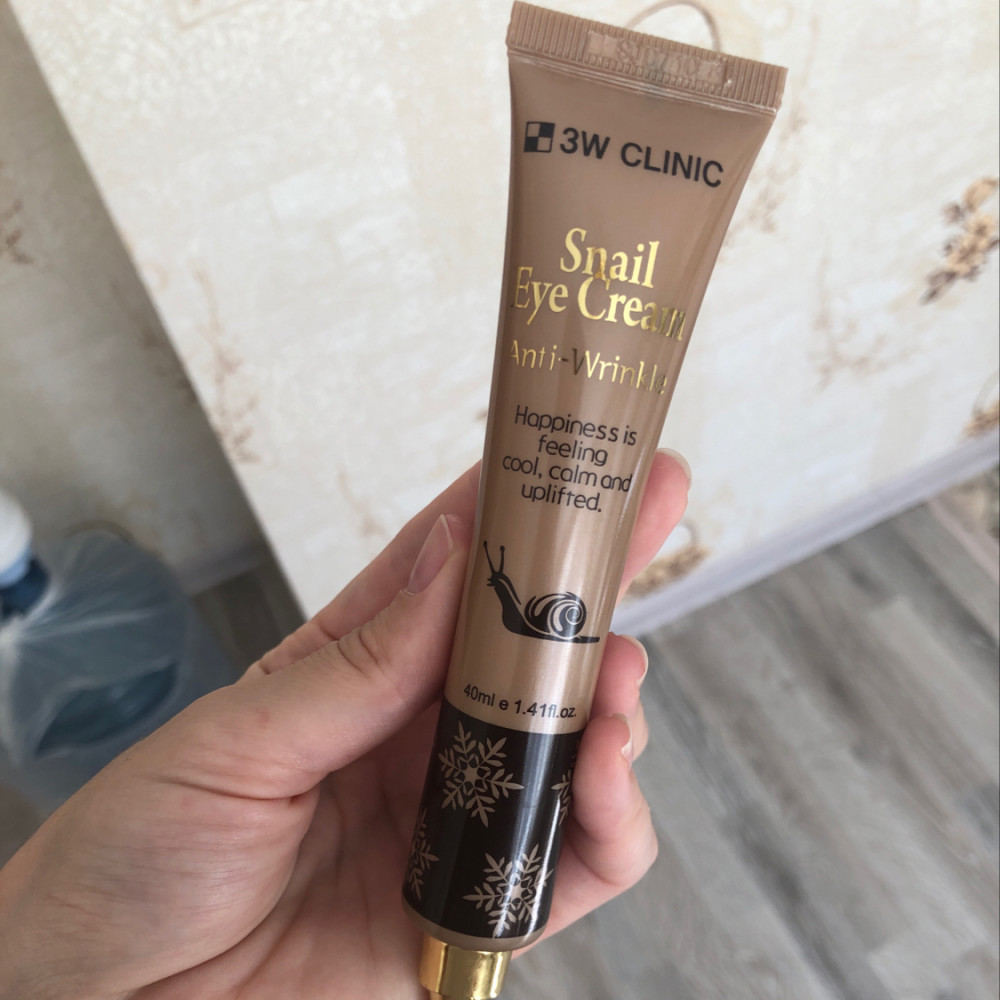 3W CLINIC
Snail
Eye Cream
Anti-Wrinkle
Happiness is
feeling
cool, calm and
uplifted.
40ml e 1.41fl.oz.